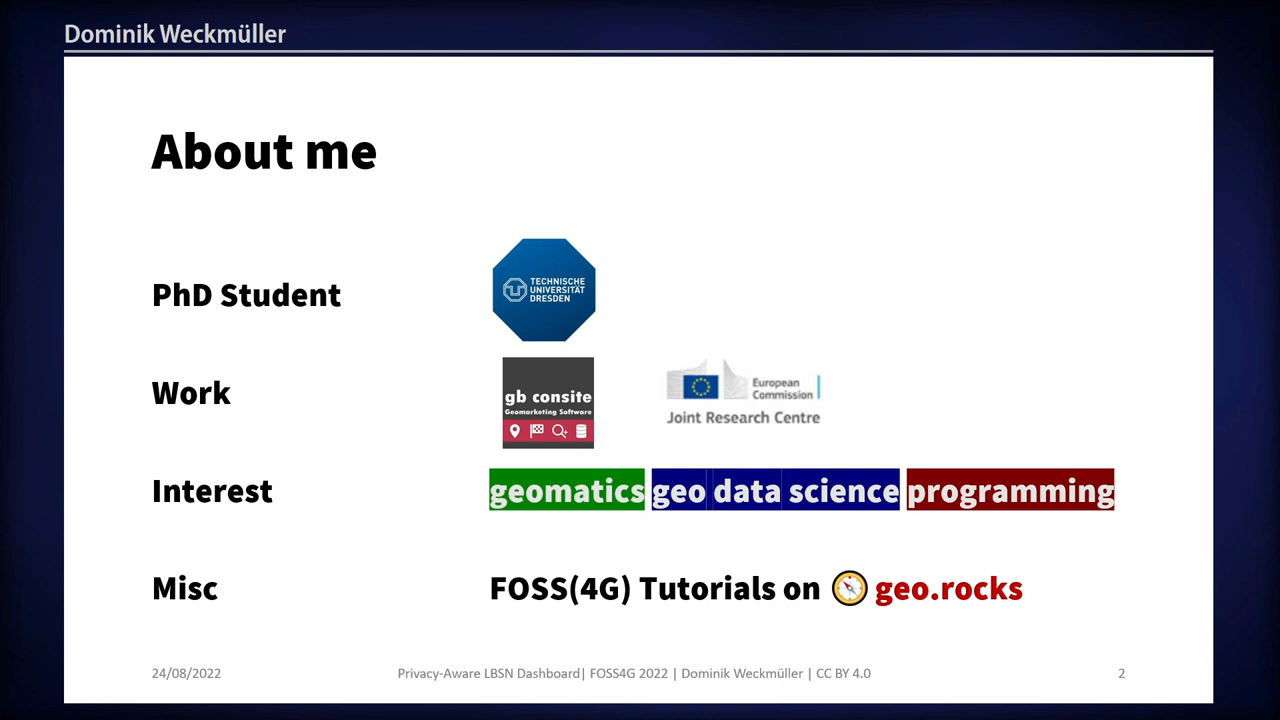 Dominik Weckmüller
About me
PhD Student
TECHNISCHE
UNIVERSITÄT
DRESDEN
Work
gb consite
Geomarketing Software
European
Commission
Joint Research Centre
Interest
geomatics geo data science programming
Misc
FOSS(4G) Tutorials on geo.rocks
24/08/2022
Privacy-Aware LBSN Dashboard| FOSS4G 2022 | Dominik Weckmüller | CC BY 4.0
2